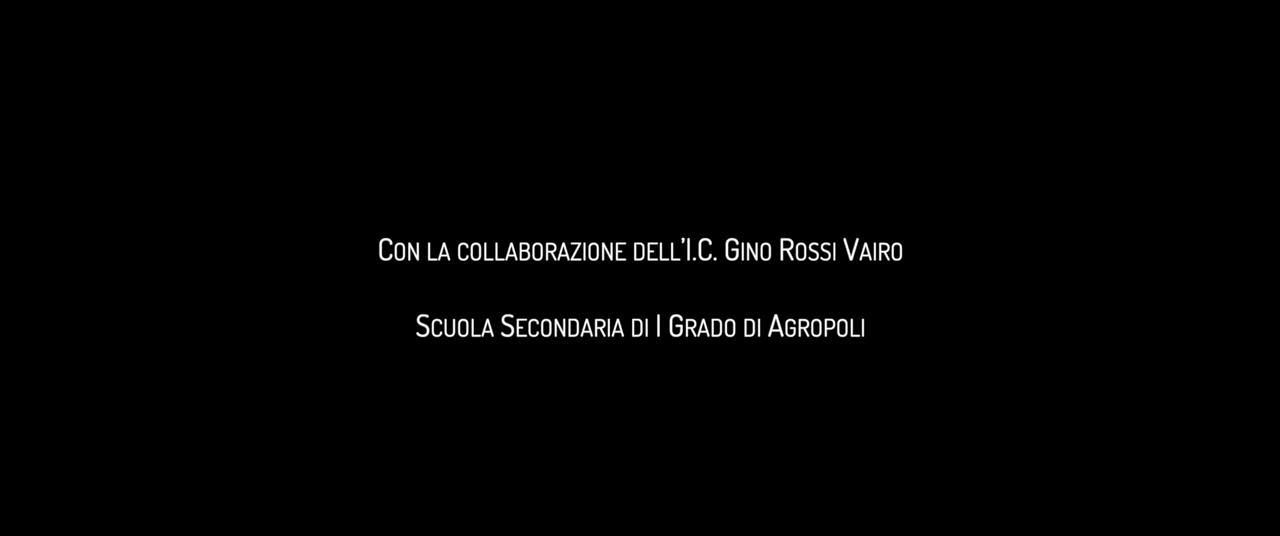 Con la collaborazione dell'I.C. Gino Rossi Vairo
Scuola Secondaria di I Grado di Agropoli